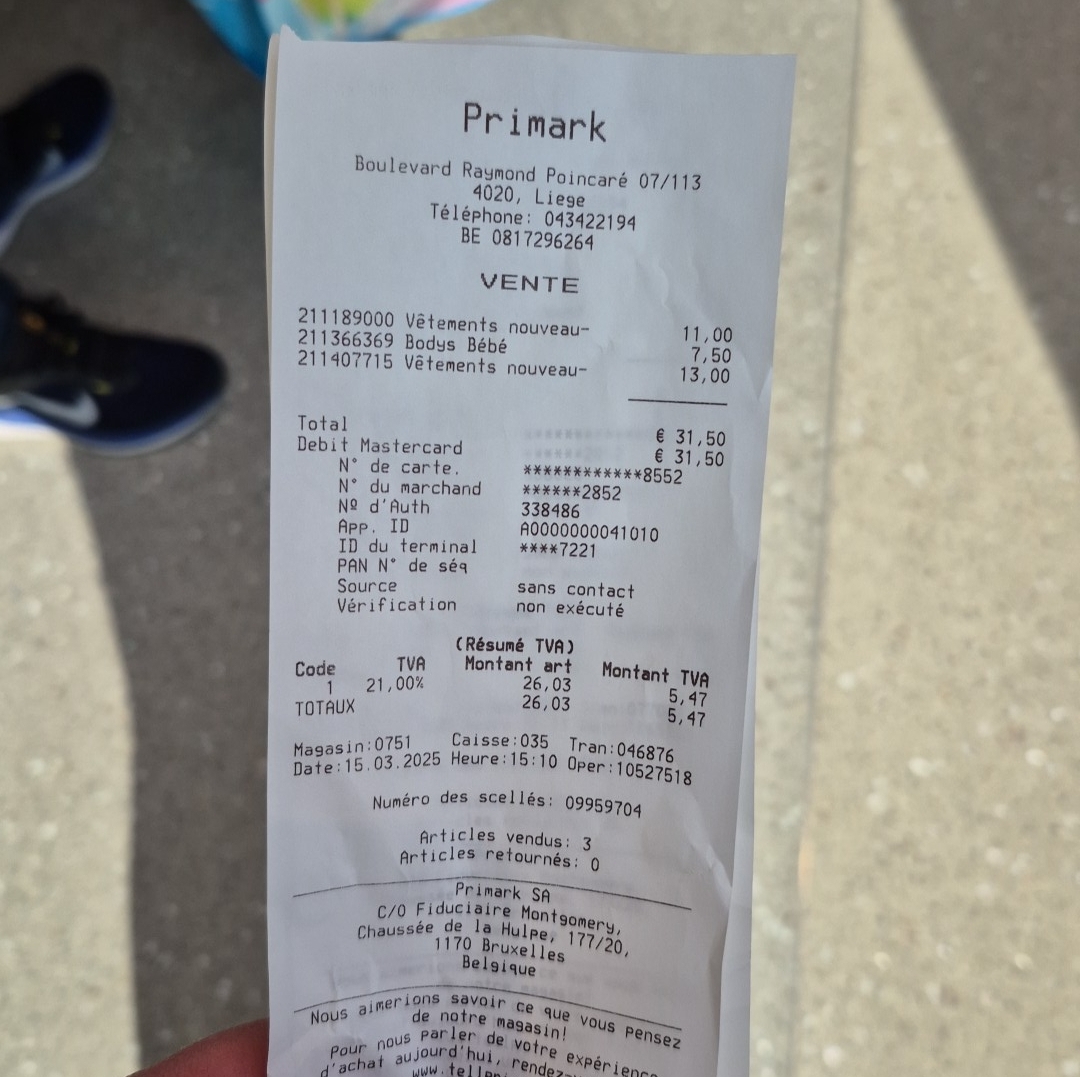 Primark
Boulevard Raymond Poincaré 07/113
4020, Liege
Téléphone: 043422194
BE 0817296264
VENTE
211189000 Vêtements nouveau- 11,00
211366369 Bodys Bébé 7,50
211407715 Vêtements nouveau- 13,00
Total € 31,50
Debit Mastercard € 31,50
N° de carte. ************8552
N° du marchand ******2852
Nº d'Auth 338486
App. ID A0000000041010
ID du terminal ****7221
PAN N° de séq
Source sans contact
Vérification non exécuté
(Résumé TVA)
Code TVA Montant art Montant TVA
1 21,00% 26,03 5,47
TOTAUX 26,03 5,47
Magasin:0751 Caisse:035 Tran:046876
Date:15.03.2025 Heure:15:10 Oper:10527518
Numéro des scellés: 09959704
Articles vendus: 3
Articles retournés: 0
Primark SA
C/O Fiduciaire Montgomery,
Chaussée de la Hulpe, 177/20,
1170 Bruxelles
Belgique
Nous aimerions savoir ce que vous pensez
de notre magasin!
Pour nous parler de votre expérience
d'achat aujourd'hui,